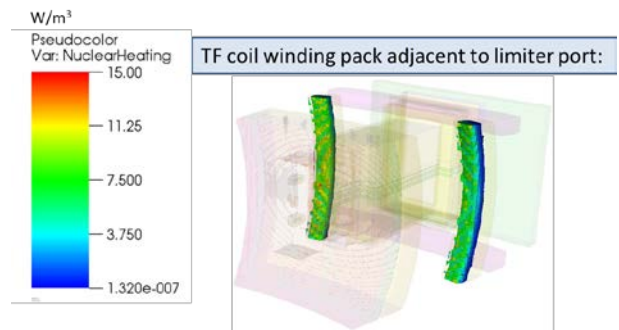 W/m³
Pseudocolor
Var: NuclearHeating
15.00
11.25
7.500
3.750
1.320e-007
TF coil winding pack adjacent to limiter port: